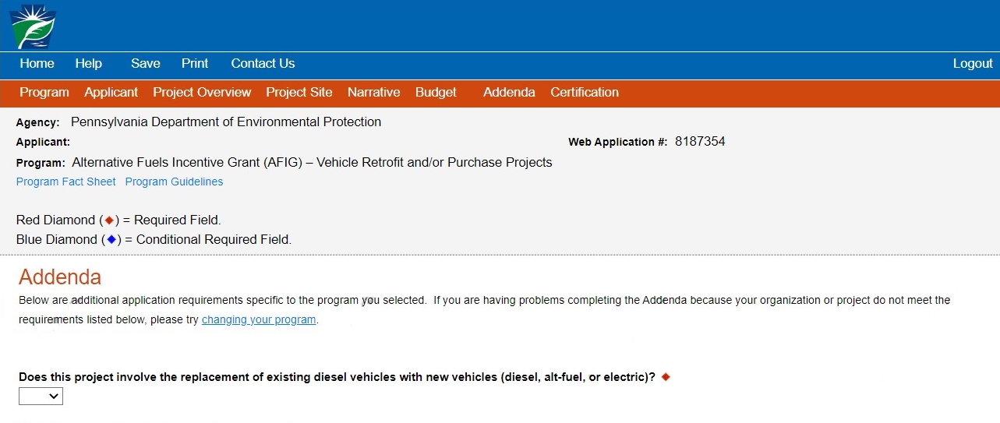 Home Help Save Print Contact Us Logout
Program Applicant Project Overview Project Site Narrative Budget Addenda Certification
Agency: Pennsylvania Department of Environmental Protection
Applicant: Web Application #: 8187354
Program: Alternative Fuels Incentive Grant (AFIG) – Vehicle Retrofit and/or Purchase Projects
Program Fact Sheet Program Guidelines
Red Diamond (◆) = Required Field.
Blue Diamond (◆) = Conditional Required Field.
Addenda
Below are additional application requirements specific to the program you selected. If you are having problems completing the Addenda because your organization or project do not meet the
requirements listed below, please try changing your program.
Does this project involve the replacement of existing diesel vehicles with new vehicles (diesel, alt-fuel, or electric)? ◆